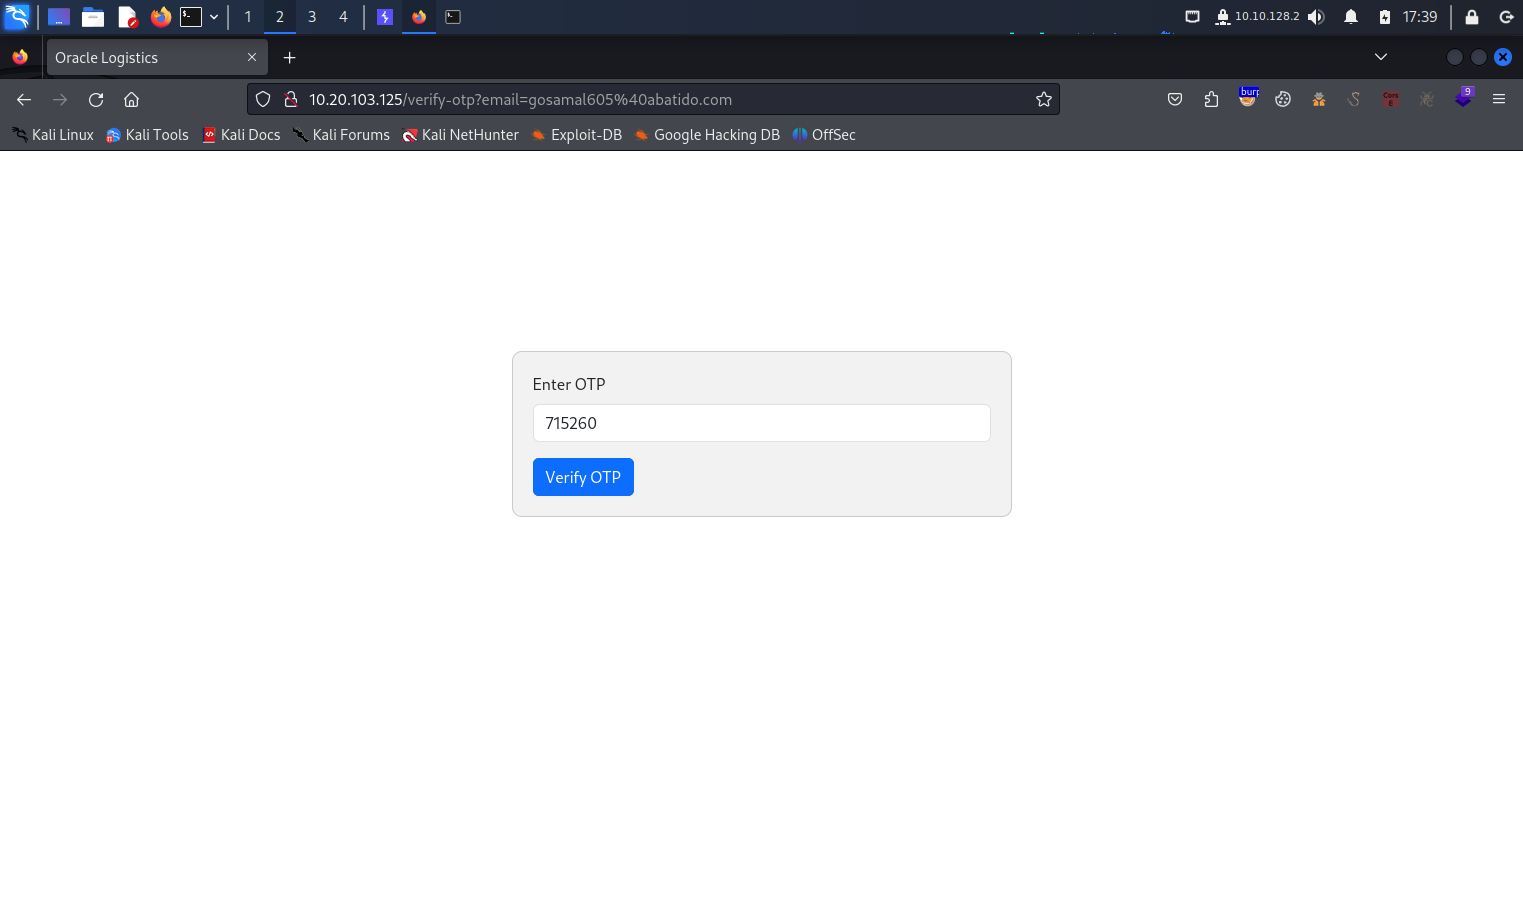 1 2 3 4 10.10.128.2 17:39
Oracle Logistics
10.20.103.125/verify-otp?email=gosamal605%40abatido.com burp Cors E 9
Kali Linux Kali Tools Kali Docs Kali Forums Kali NetHunter Exploit-DB Google Hacking DB OffSec
Enter OTP
715260
Verify OTP